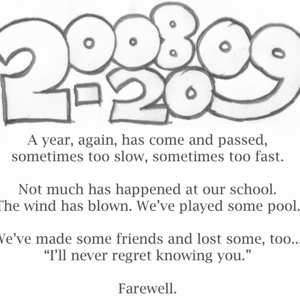 2008-2009
A year, again, has come and passed,
sometimes too slow, sometimes too fast.
Not much has happened at our school.
The wind has blown. We've played some pool.
We've made some friends and lost some, too...
“I'll never regret knowing you.”
Farewell.